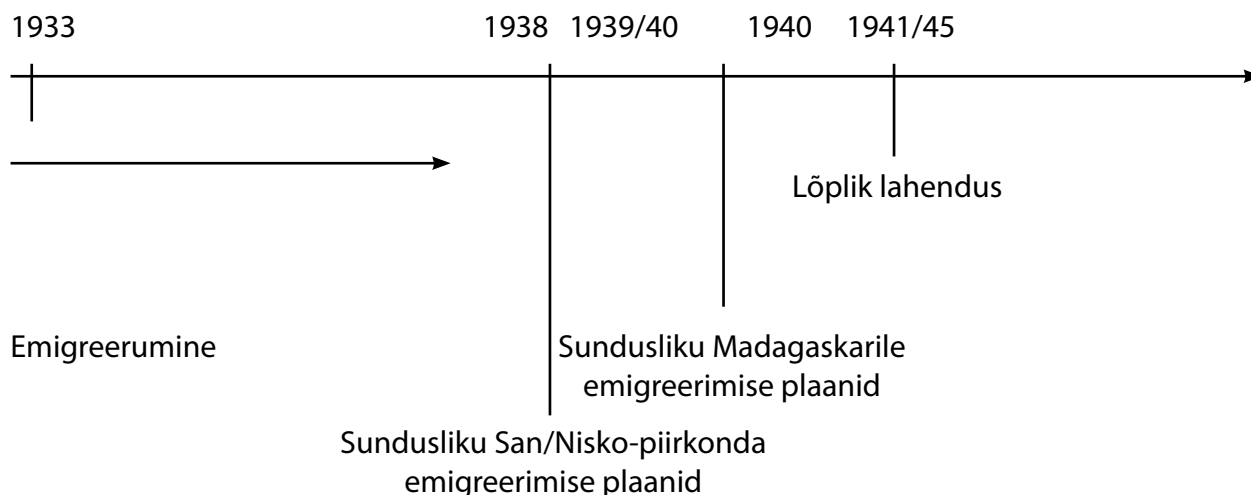 1933 1938 1939/40 1940 1941/45
Lõplik lahendus
Emigreerumine
Sundusliku Madagaskarile
emigreerimise plaanid
Sundusliku San/Nisko-piirkonda
emigreerimise plaanid